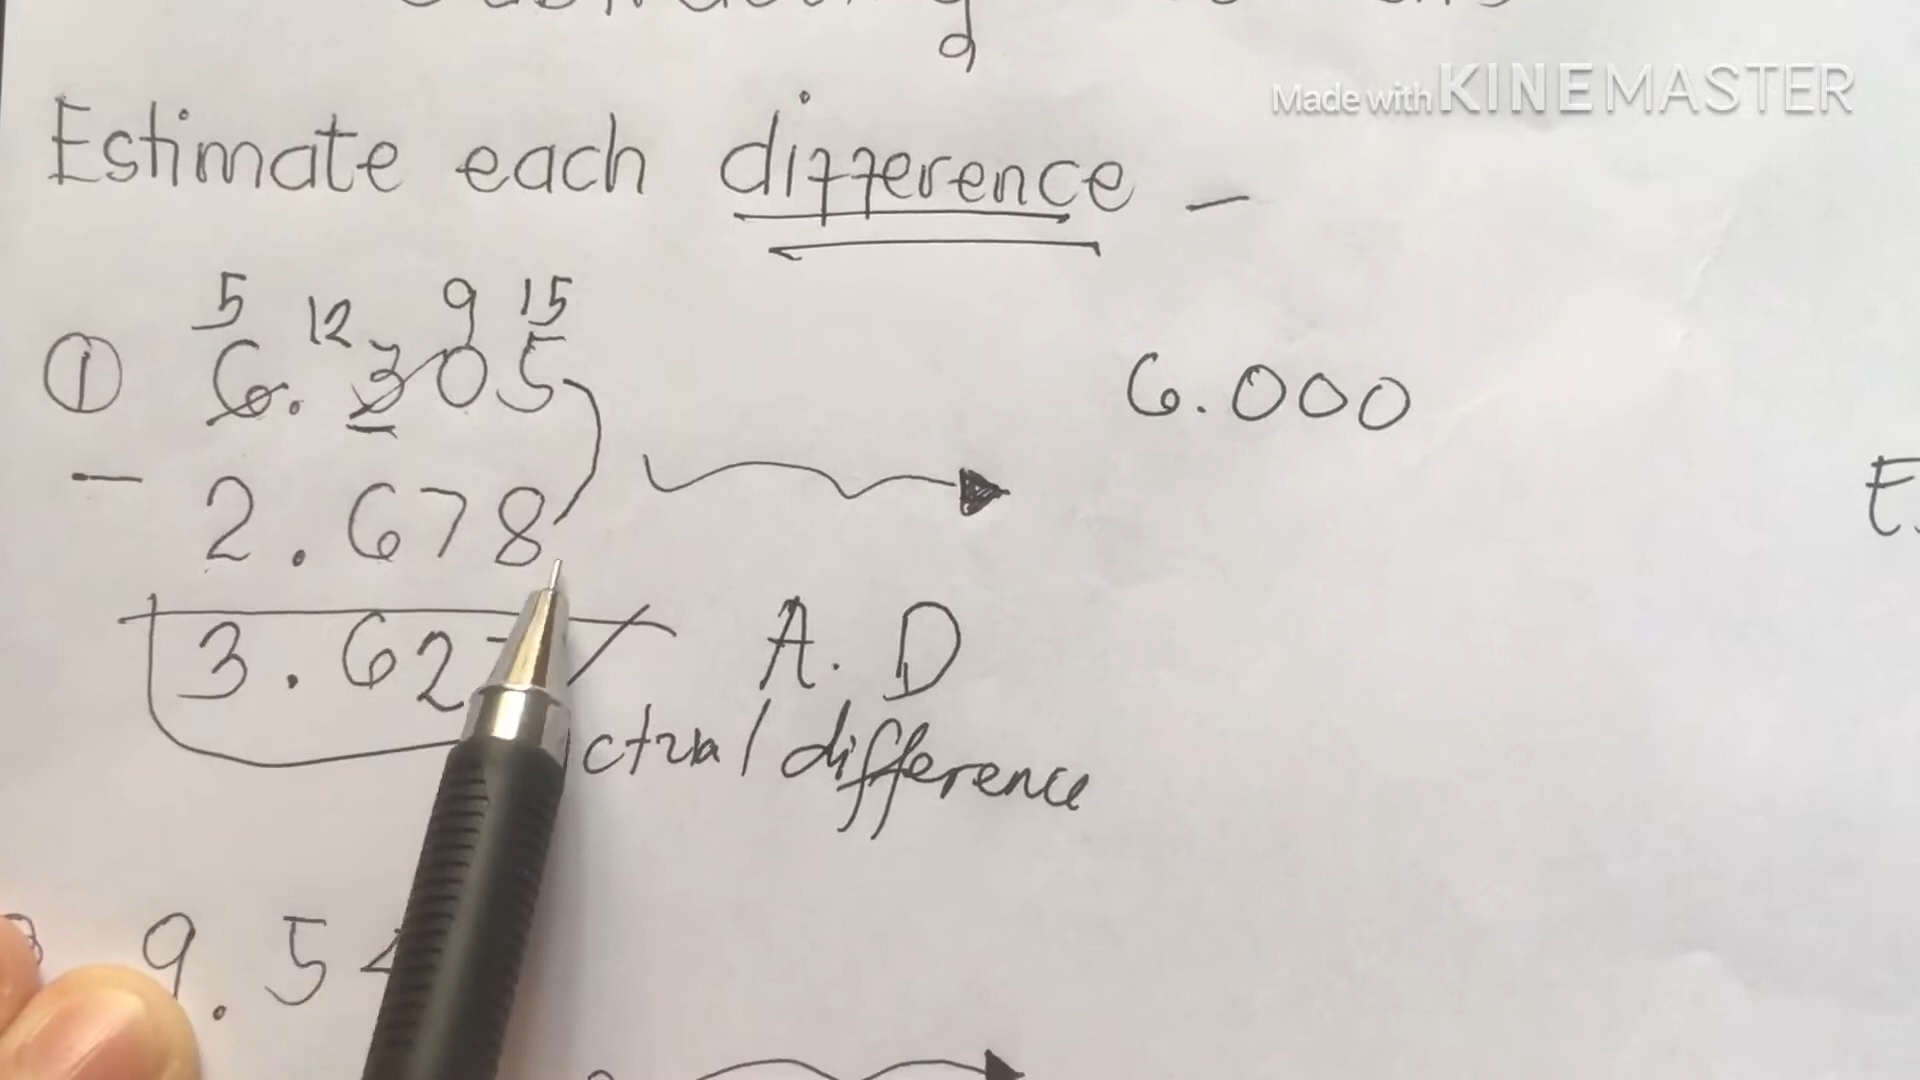 Made with KINEMASTER
Estimate each difference -
5 12 9 15
① 6.305
6.000
- 2.678
3.62
A. D
ctual difference
9.5